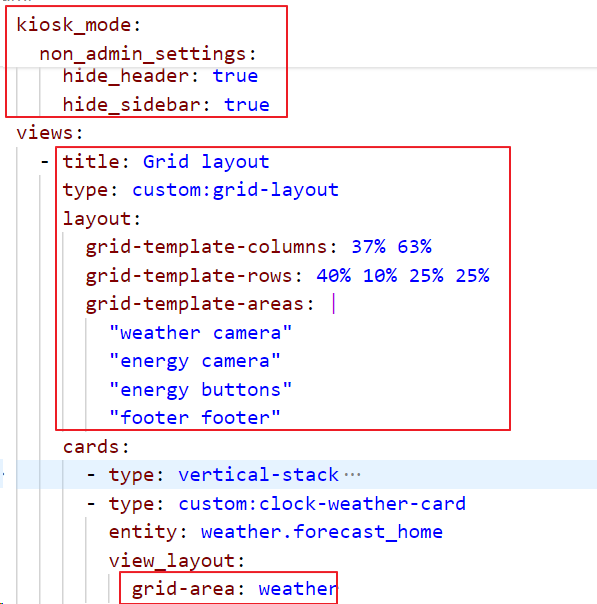 kiosk_mode:
non_admin_settings:
hide_header: true
hide_sidebar: true
views:
- title: Grid layout
type: custom:grid-layout
layout:
grid-template-columns: 37% 63%
grid-template-rows: 40% 10% 25% 25%
grid-template-areas: |
"weather camera"
"energy camera"
"energy buttons"
"footer footer"
cards:
- type: vertical-stack ···
- type: custom:clock-weather-card
entity: weather.forecast_home
view_layout:
grid-area: weather